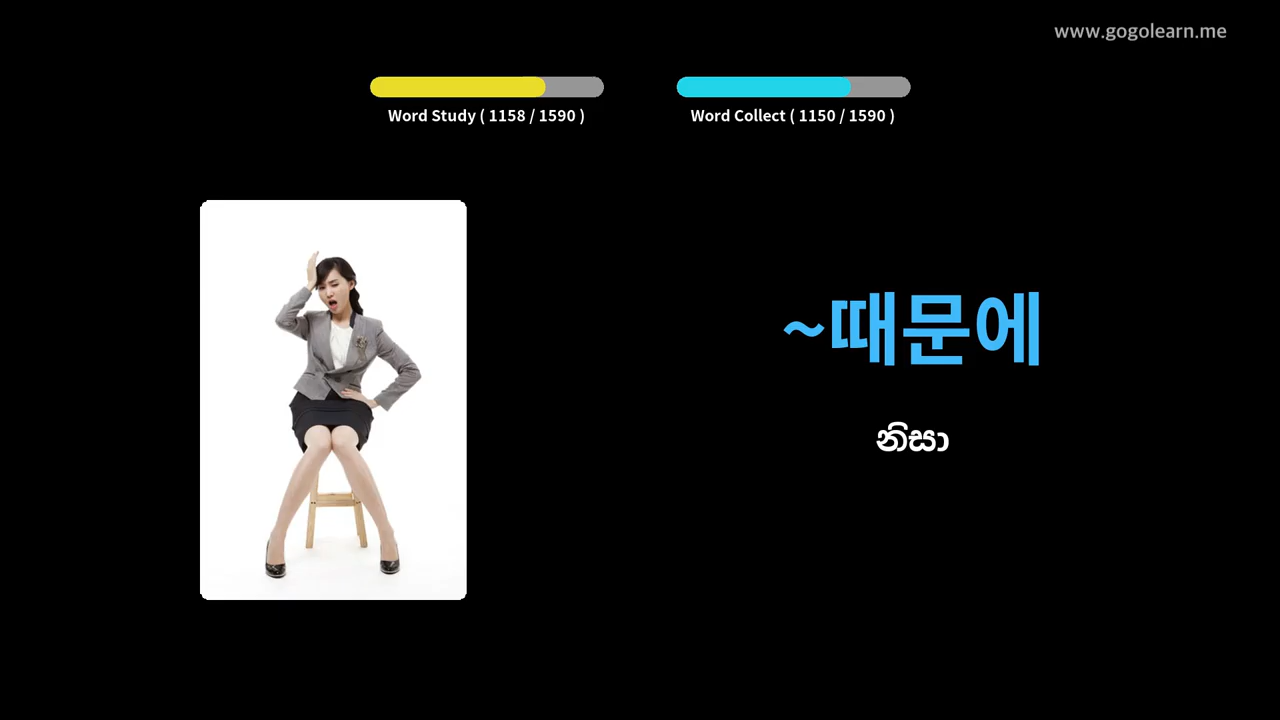 www.gogolearn.me
Word Study ( 1158 / 1590 )
Word Collect ( 1150 / 1590 )
~때문에
නිසා